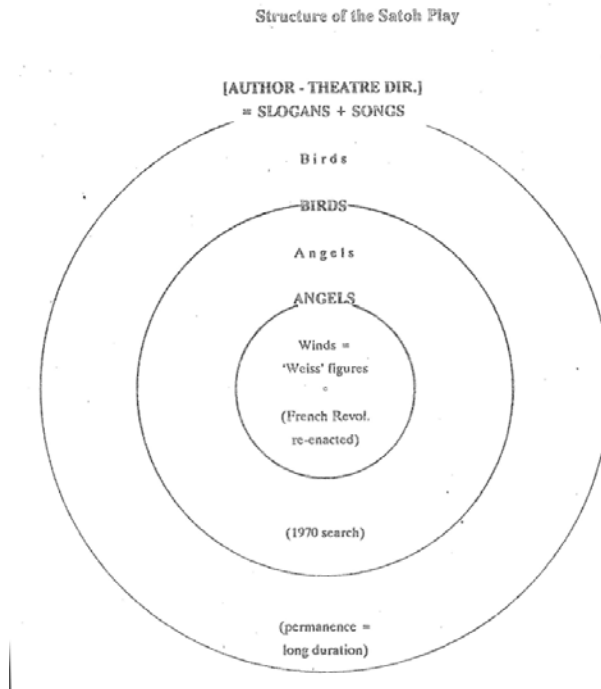 Structure of the Satoh Play
[AUTHOR - THEATRE DIR.]
= SLOGANS + SONGS
Birds
BIRDS
Angels
ANGELS
Winds =
‘Weiss’ figures
(French Revol.
re-enacted)
(1970 search)
(permanence =
long duration)